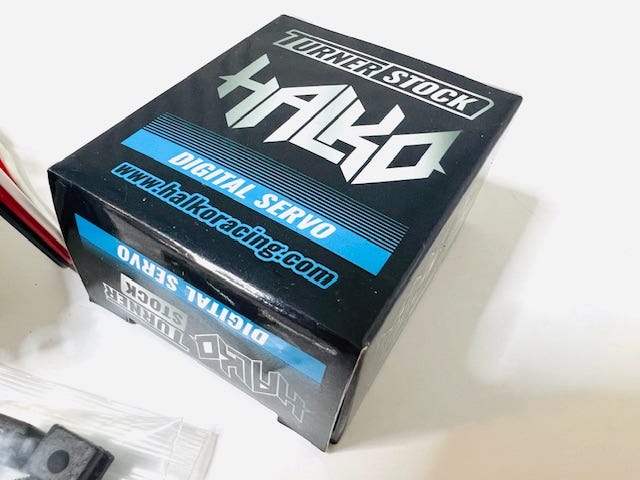 TURNER STOCK
HALKO
DIGITAL SERVO
www.halkoracing.com
DIGITAL SERVO
HALKO TURNER
STOCK